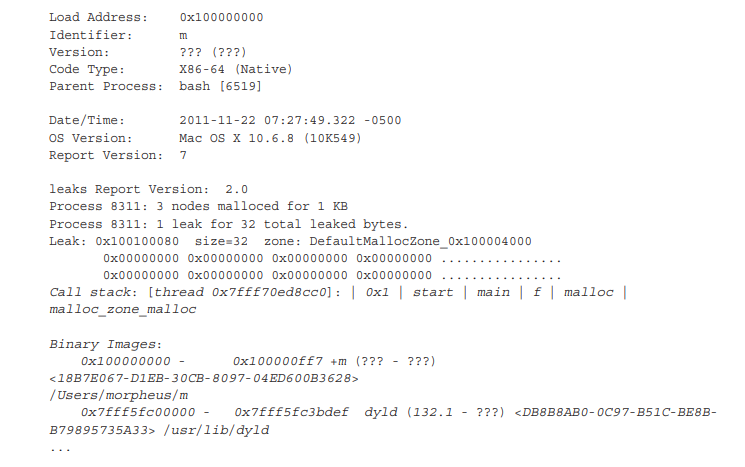 Load Address:    0x100000000
Identifier:      m
Version:         ??? (???)
Code Type:       X86-64 (Native)
Parent Process:  bash [6519]

Date/Time:       2011-11-22 07:27:49.322 -0500
OS Version:      Mac OS X 10.6.8 (10K549)
Report Version:  7

leaks Report Version:  2.0
Process 8311: 3 nodes malloced for 1 KB
Process 8311: 1 leak for 32 total leaked bytes.
Leak: 0x100100080  size=32  zone: DefaultMallocZone_0x100004000
0x00000000 0x00000000 0x00000000 0x00000000 ................
0x00000000 0x00000000 0x00000000 0x00000000 ................
Call stack: [thread 0x7fff70ed8cc0]: | 0x1 | start | main | f | malloc |
malloc_zone_malloc

Binary Images:
0x100000000 -      0x100000ff7 +m (??? - ???)
<18B7E067-D1EB-30CB-8097-04ED600B3628>
/Users/morpheus/m
0x7fff5fc00000 -   0x7fff5fc3bdef  dyld (132.1 - ???) <DB8B8AB0-0C97-B51C-BE8B-
B79895735A33> /usr/lib/dyld
...